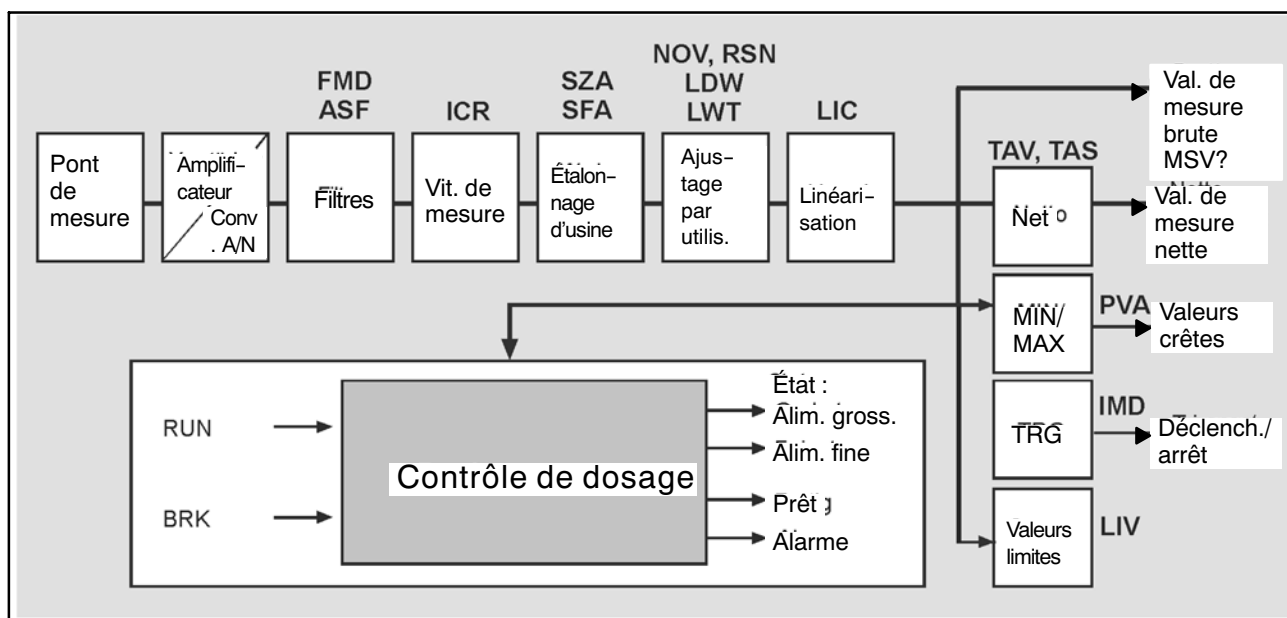 NOV, RSN
FMD
SZA
LDW
ASF
ICR
SFA
LWT
LIC
Pont
de
mesure
Amplifi-
cateur
Conv
. A/N
Filtres
Vit. de
mesure
Étalon-
nage
d'usine
Ajus-
tage
par
utilis.
Linéari-
sation
Val. de
mesure
brute
MSV?
TAV, TAS
Net
Val. de
mesure
nette
MIN/
MAX
PVA
Valeurs
crêtes
TRG
IMD
Déclench./
arrêt
Valeurs
limites
LIV
RUN
BRK
Contrôle de dosage
État :
Alim. gross.
Alim. fine
Prêt
Alarme